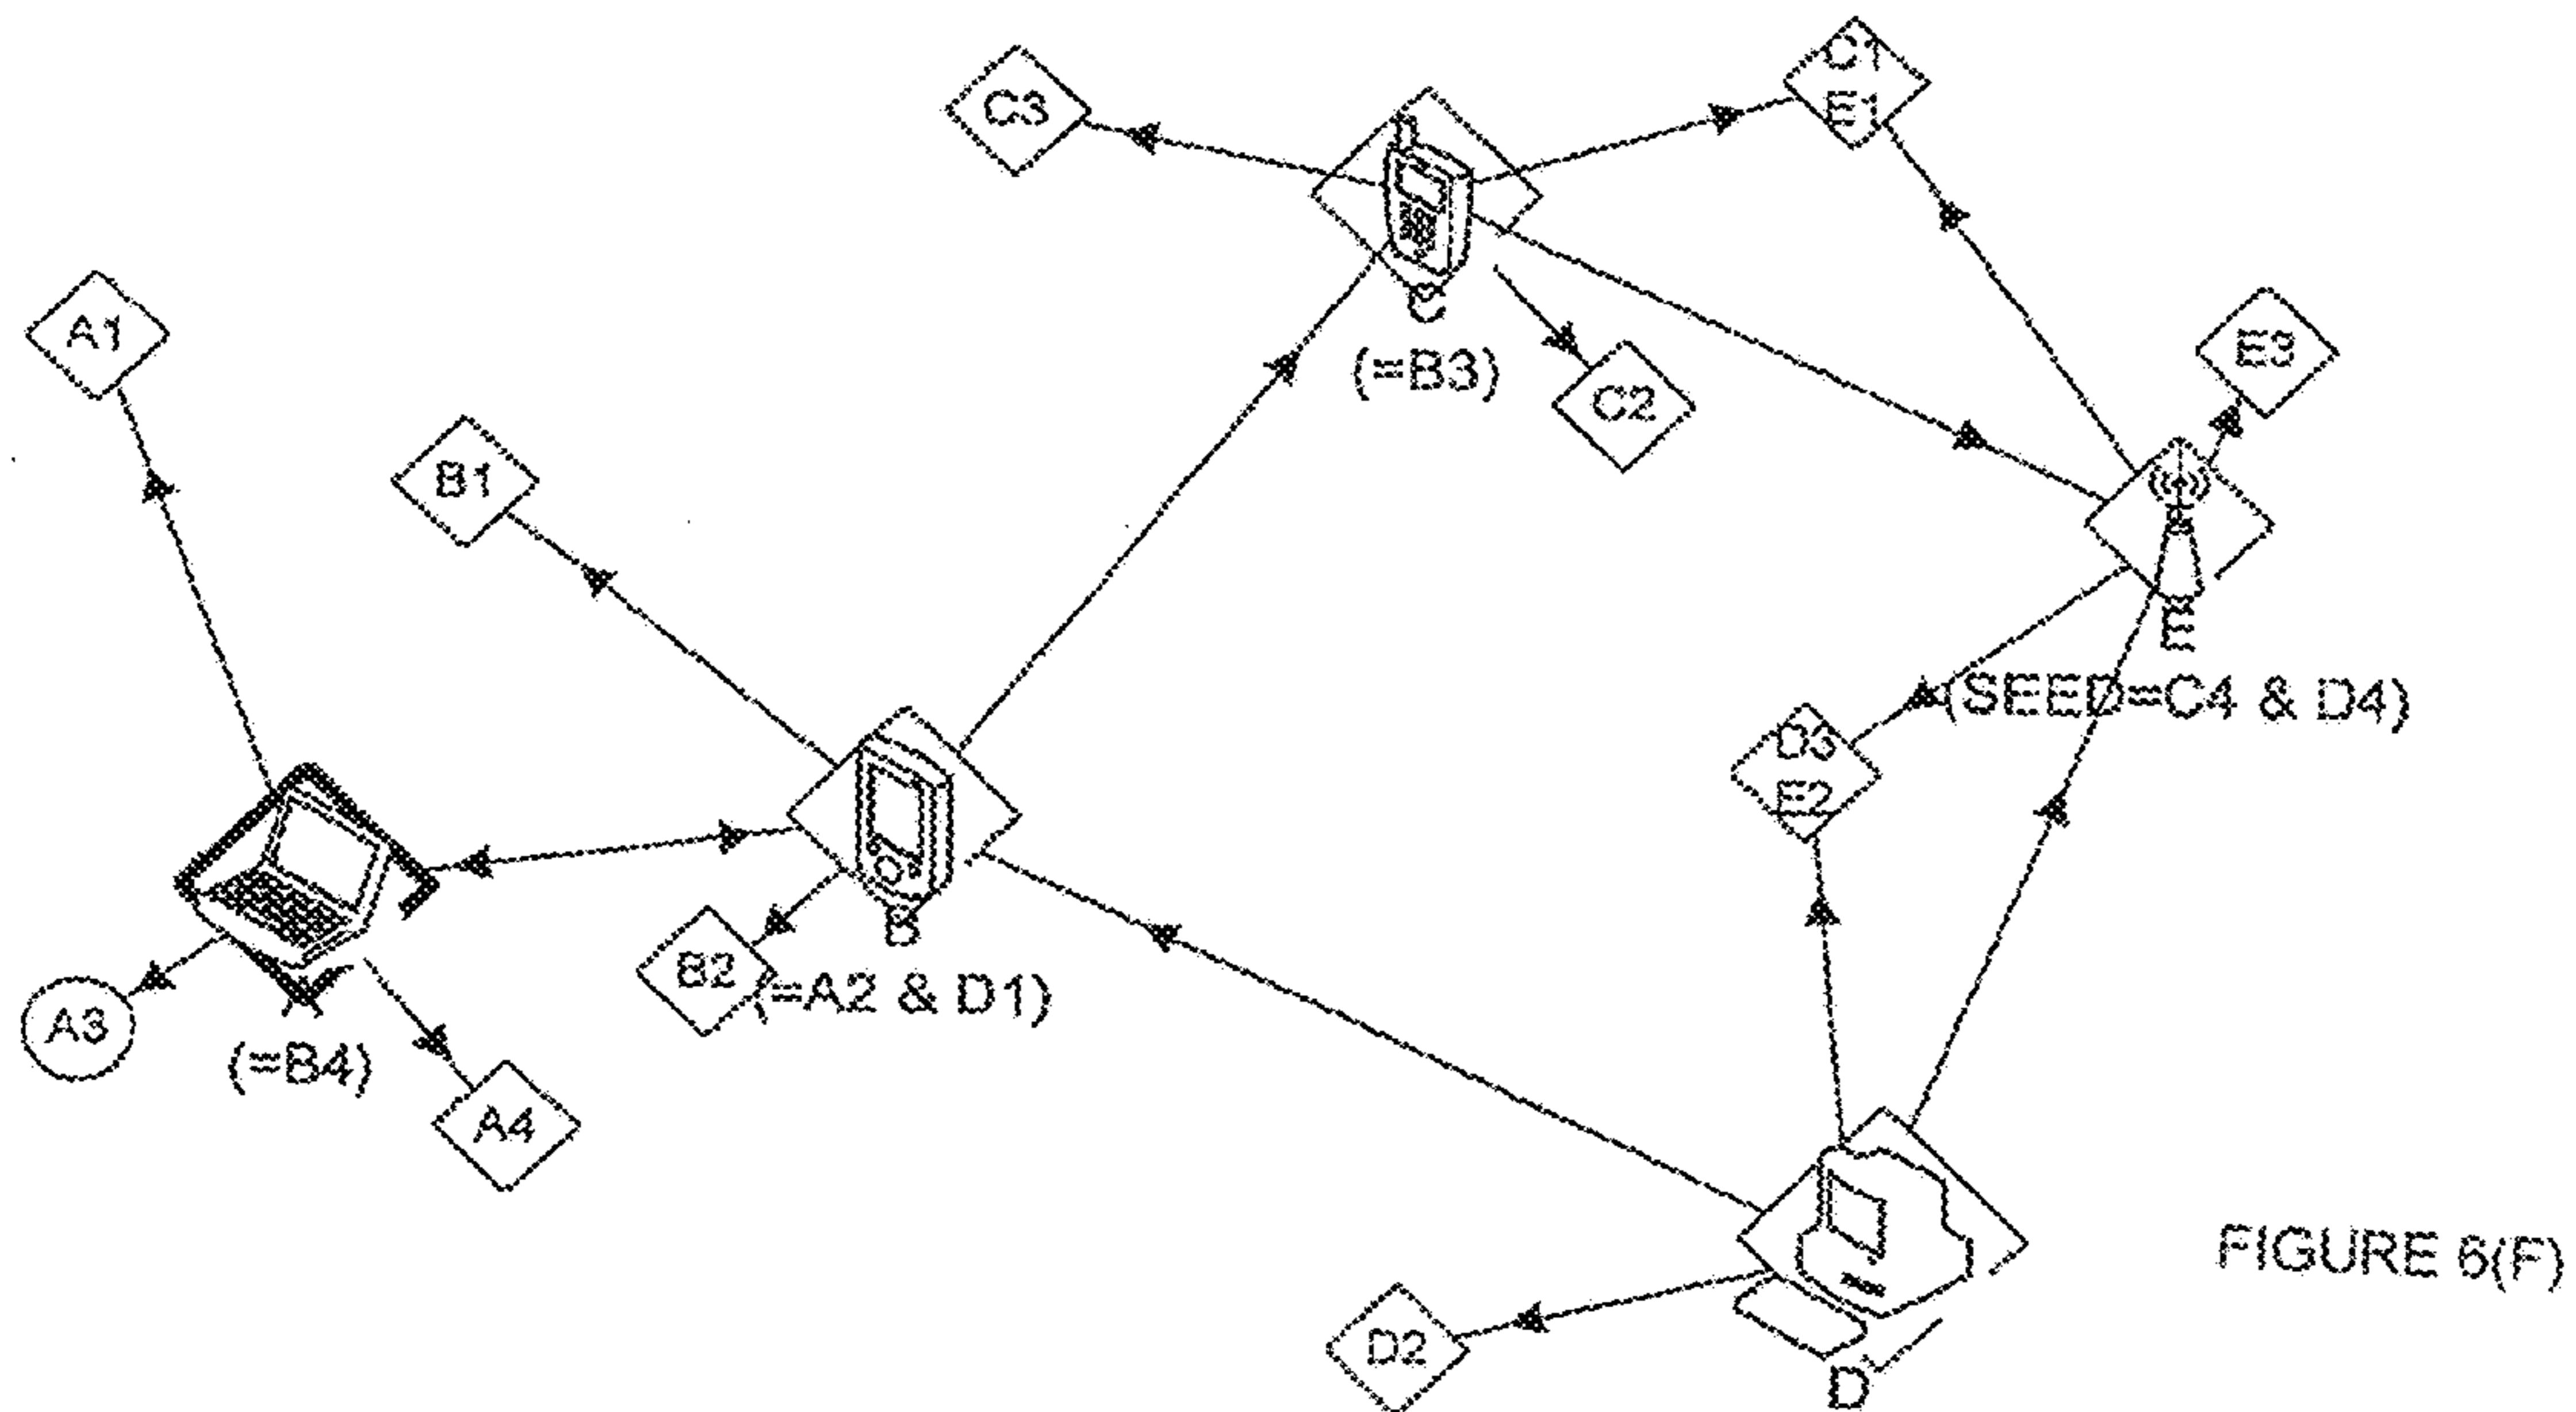 C1
E1
C3
C
(=B3)
C2
A1
E3
B1
E
(SEED=C4 & D4)
D3
E2
B
B2
(=A2 & D1)
A3
(=B4)
A4
FIGURE 6(F)
D2
D